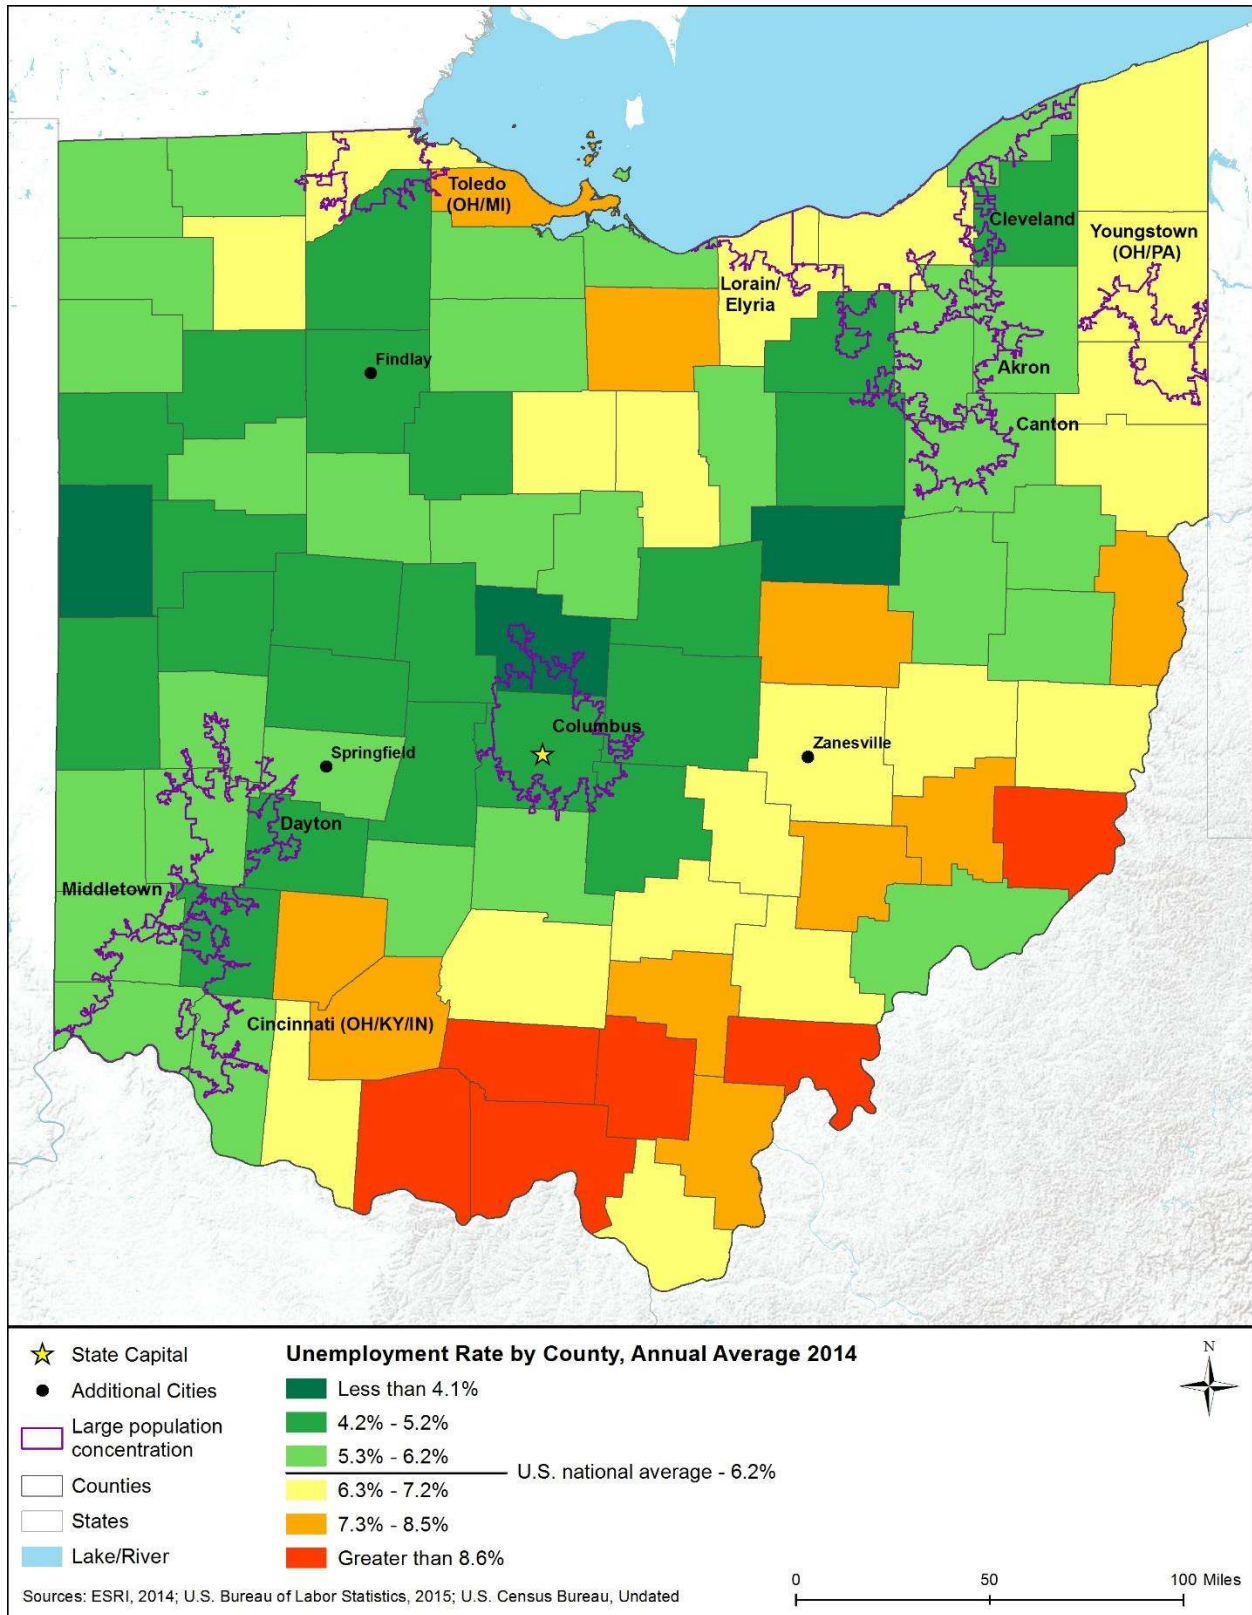 Toledo
(OH/MI)
Cleveland
Youngstown
(OH/PA)
Lorain/
Elyria
Findlay
Akron
Canton
Columbus
Zanesville
Springfield
Dayton
Middletown
Cincinnati (OH/KY/IN)
State Capital
Additional Cities
Large population
concentration
Counties
States
Lake/River
Unemployment Rate by County, Annual Average 2014
Less than 4.1%
4.2% - 5.2%
5.3% - 6.2%
U.S. national average - 6.2%
6.3% - 7.2%
7.3% - 8.5%
Greater than 8.6%
N
Sources: ESRI, 2014; U.S. Bureau of Labor Statistics, 2015; U.S. Census Bureau, Undated
0 50 100 Miles